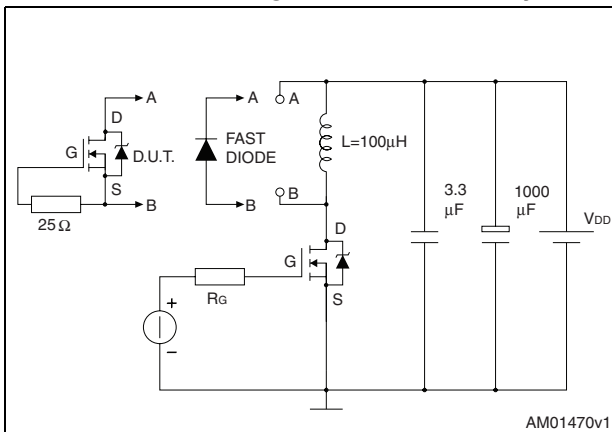 A
D
G
D.U.T.
S
B
25 Ω
A
FAST
DIODE
B
A
B
L=100μH
3.3
μF
1000
μF
VDD
D
G
S
RG
+
–
AM01470v1